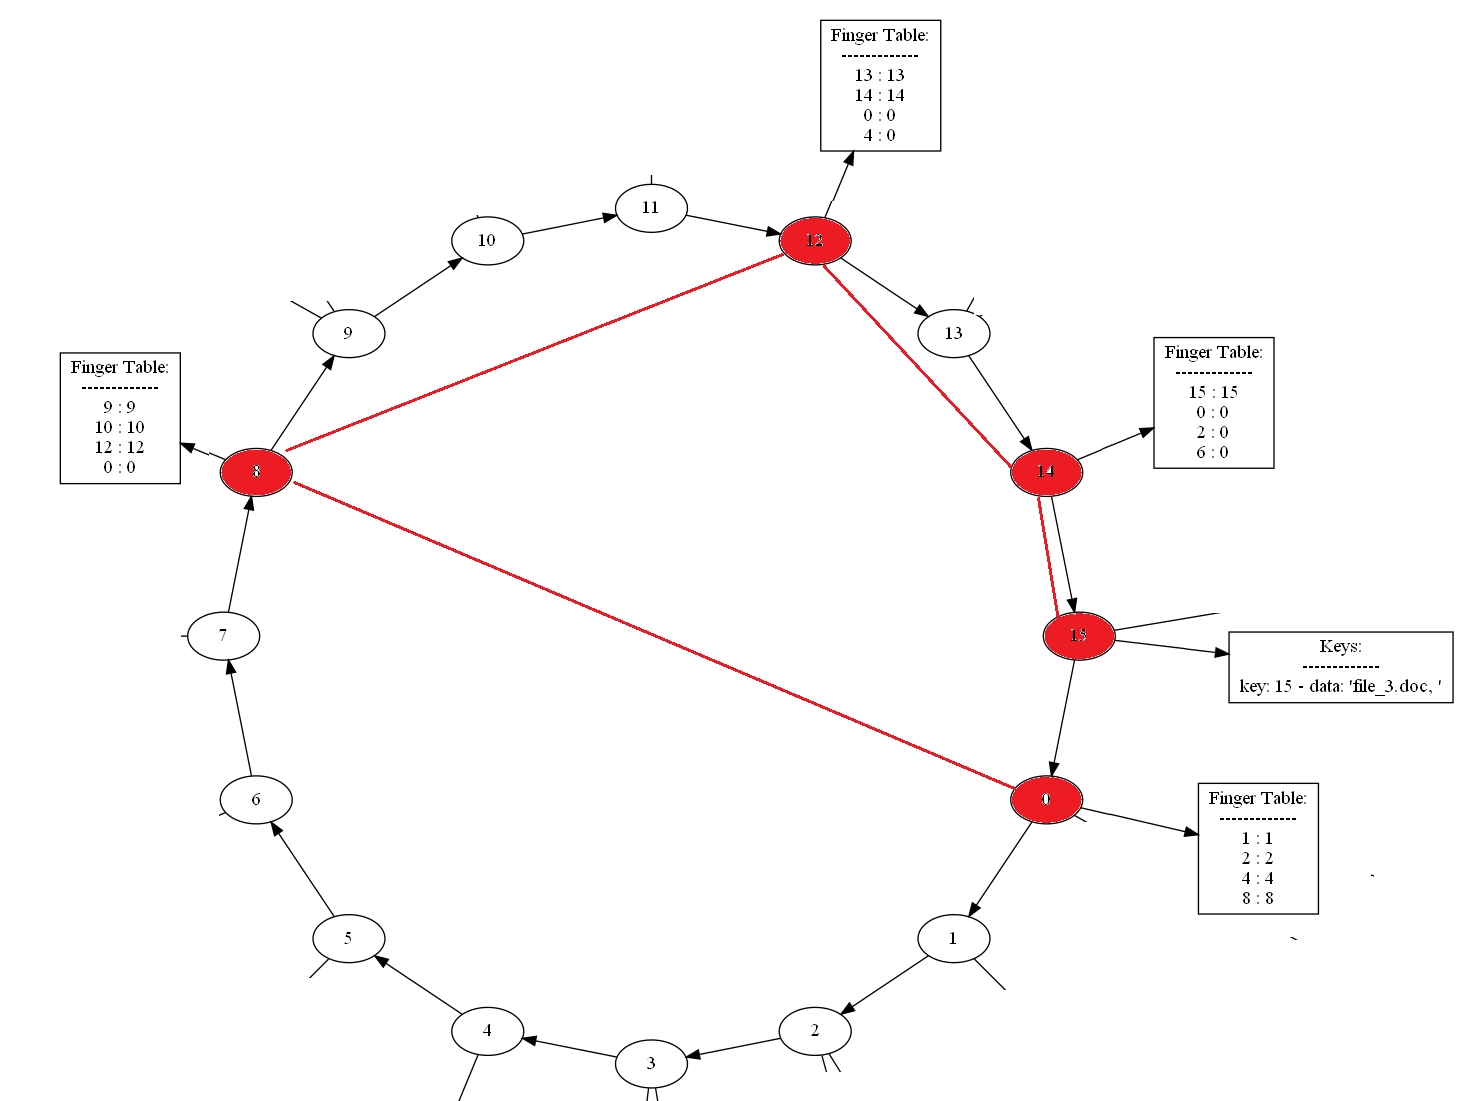 Finger Table:
-------------
13 : 13
14 : 14
0 : 0
4 : 0
11
10
12
9
13
Finger Table:
-------------
9 : 9
10 : 10
12 : 12
0 : 0
Finger Table:
-------------
15 : 15
0 : 0
2 : 0
6 : 0
8
14
7
15
Keys:
-------------
key: 15 - data: 'file_3.doc, '
6
0
Finger Table:
-------------
1 : 1
2 : 2
4 : 4
8 : 8
5
1
4
2
3